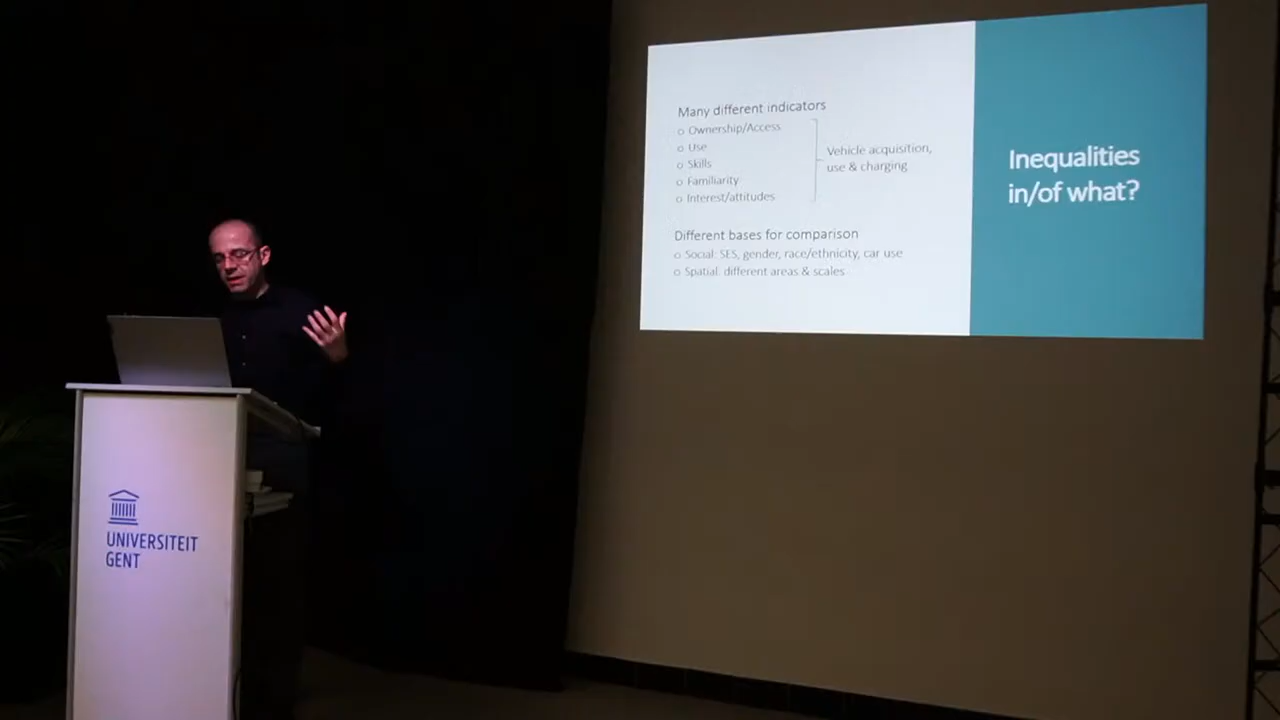 Many different indicators
o Ownership/Access
o Use
o Skills
o Familiarity
o Interest/attitudes
Vehicle acquisition,
use & charging
Different bases for comparison
o Social: SES, gender, race/ethnicity, car use
o Spatial: different areas & scales
Inequalities
in/of what?
UNIVERSITEIT
GENT